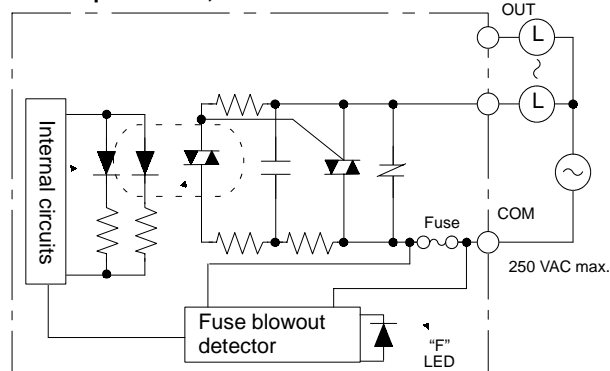 OUT
L
L
Internal circuits
Fuse
COM
250 VAC max.
Fuse blowout
detector
“F”
LED